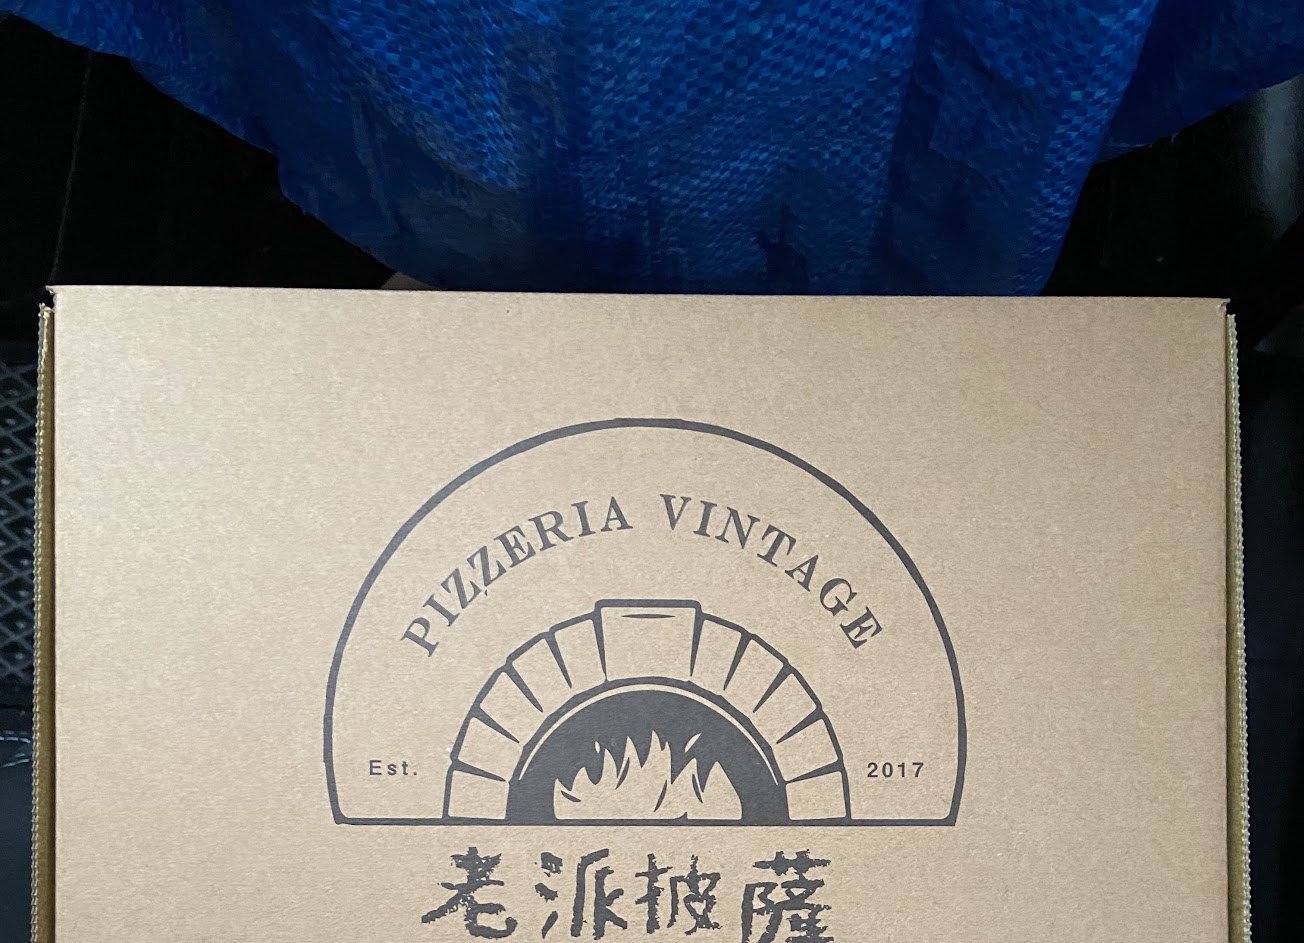 PIZZERIA VINTAGE
Est. 2017
老派披薩